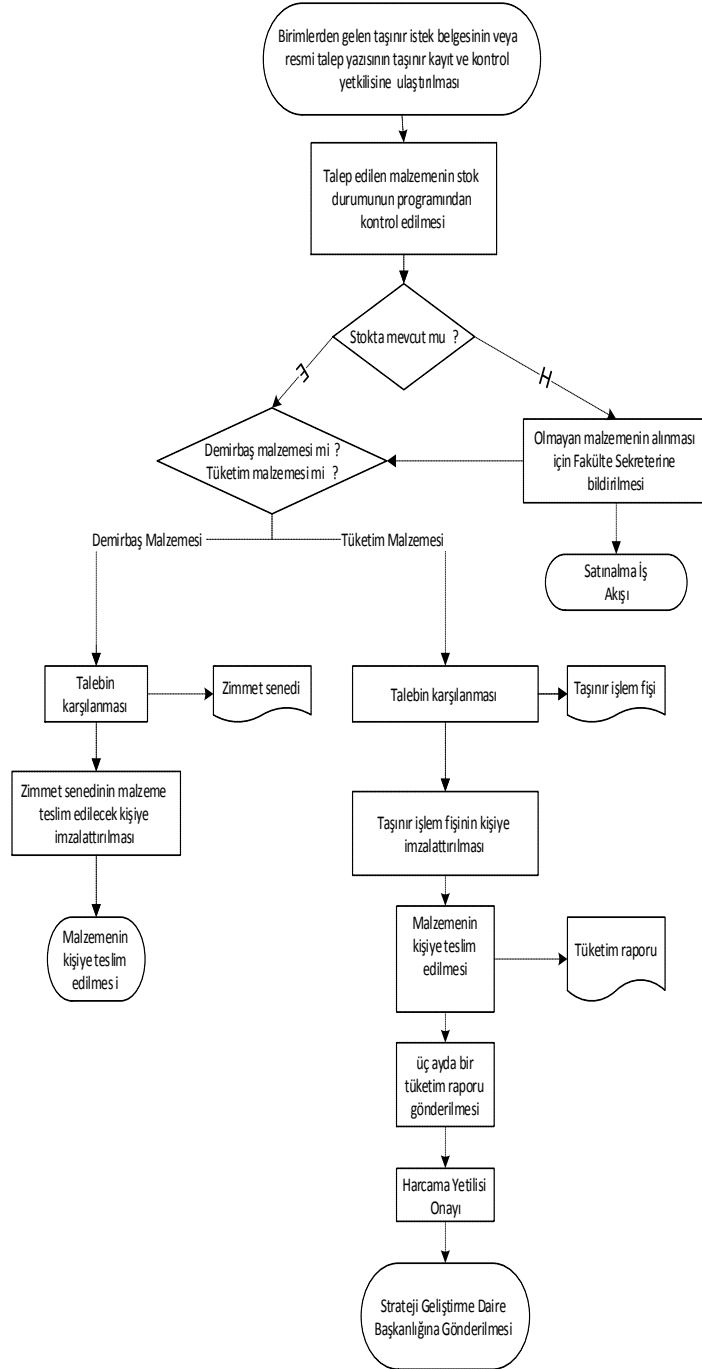 Birimlerden gelen taşınır istek belgesinin veya
resmi talep yazısının taşınır kayıt ve kontrol
yetkilisine ulaştırılması
Talep edilen malzemenin stok
durumunun programından
kontrol edilmesi
Stokta mevcut mu ?
E
H
Demirbaş malzemesi mi ?
Tüketim malzemesi mi ?
Olmayan malzemenin alınması
için Fakülte Sekreterine
bildirilmesi
Demirbaş Malzemesi
Tüketim Malzemesi
Satınalma İş
Akışı
Talebin
karşılanması
Zimmet senedi
Talebin karşılanması
Taşınır işlem fişi
Zimmet senedinin malzeme
teslim edilecek kişiye
imzalattırılması
Taşınır işlem fişinin kişiye
imzalattırılması
Malzemenin
kişiye teslim
edilmes i
Malzemenin
kişiye teslim
edilmesi
Tüketim raporu
üç ayda bir
tüketim raporu
gönderilmesi
Harcama Yetilisi
Onayı
Strateji Geliştirme Daire
Başkanlığına Gönderilmesi